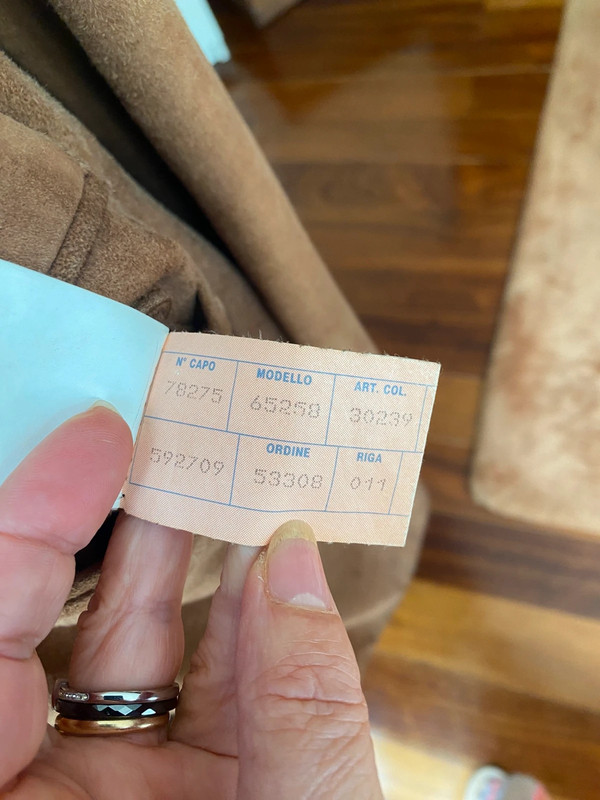 N° CAPO MODELLO ART. COL.
78275 65258 30239
ORDINE RIGA
592709 53308 011